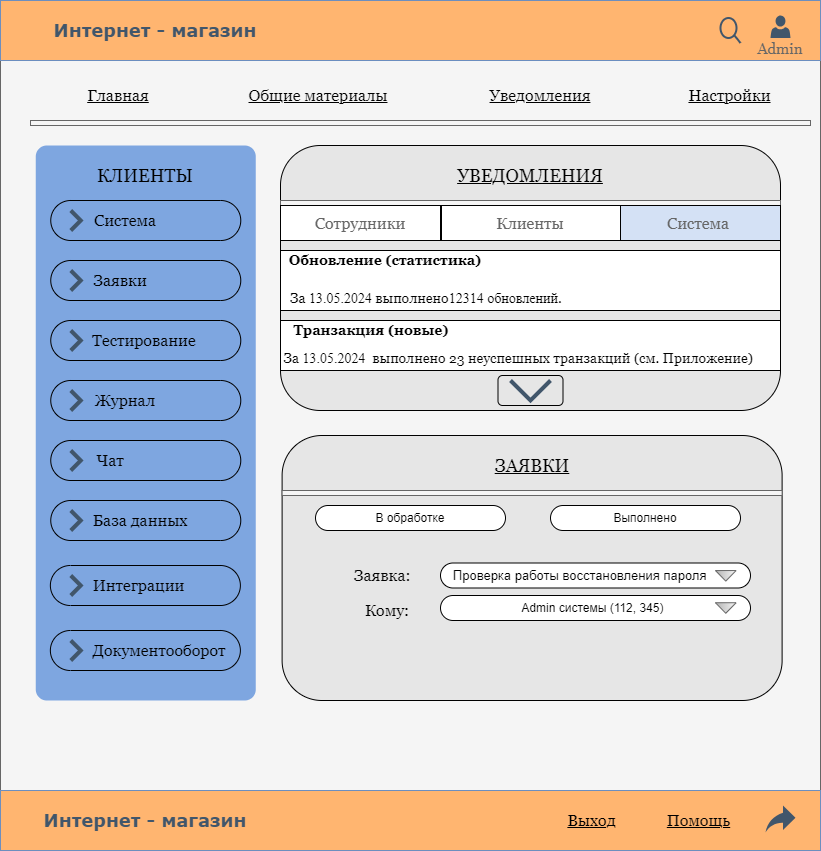 Интернет - магазин
Admin
Главная
Общие материалы
Уведомления
Настройки
КЛИЕНТЫ
Система
Заявки
Тестирование
Журнал
Чат
База данных
Интеграции
Документооборот
УВЕДОМЛЕНИЯ
Сотрудники
Клиенты
Система
Обновление (статистика)
За 13.05.2024 выполнено12314 обновлений.
Транзакция (новые)
За 13.05.2024 выполнено 23 неуспешных транзакций (см. Приложение)
ЗАЯВКИ
В обработке
Выполнено
Заявка:
Проверка работы восстановления пароля
Кому:
Admin системы (112, 345)
Интернет - магазин
Выход
Помощь